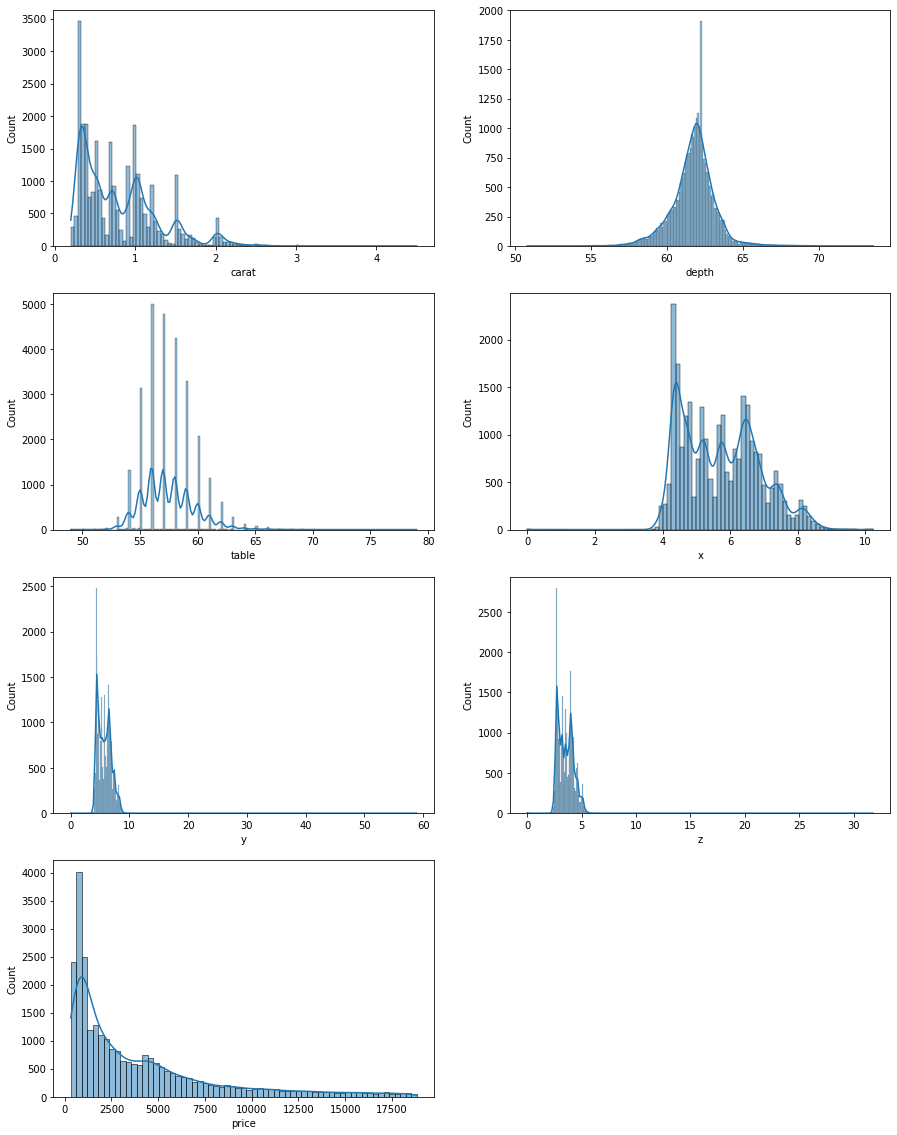 3500
3000
2500
2000
1500
1000
500
0
Count
0 1 2 3 4
carat
2000
1750
1500
1250
1000
750
500
250
0
Count
50 55 60 65 70
depth
5000
4000
3000
2000
1000
0
Count
50 55 60 65 70 75 80
table
2000
1500
1000
500
0
Count
0 2 4 6 8 10
x
2500
2000
1500
1000
500
0
Count
0 10 20 30 40 50 60
y
2500
2000
1500
1000
500
0
Count
0 5 10 15 20 25 30
z
4000
3500
3000
2500
2000
1500
1000
500
0
Count
0 2500 5000 7500 10000 12500 15000 17500
price